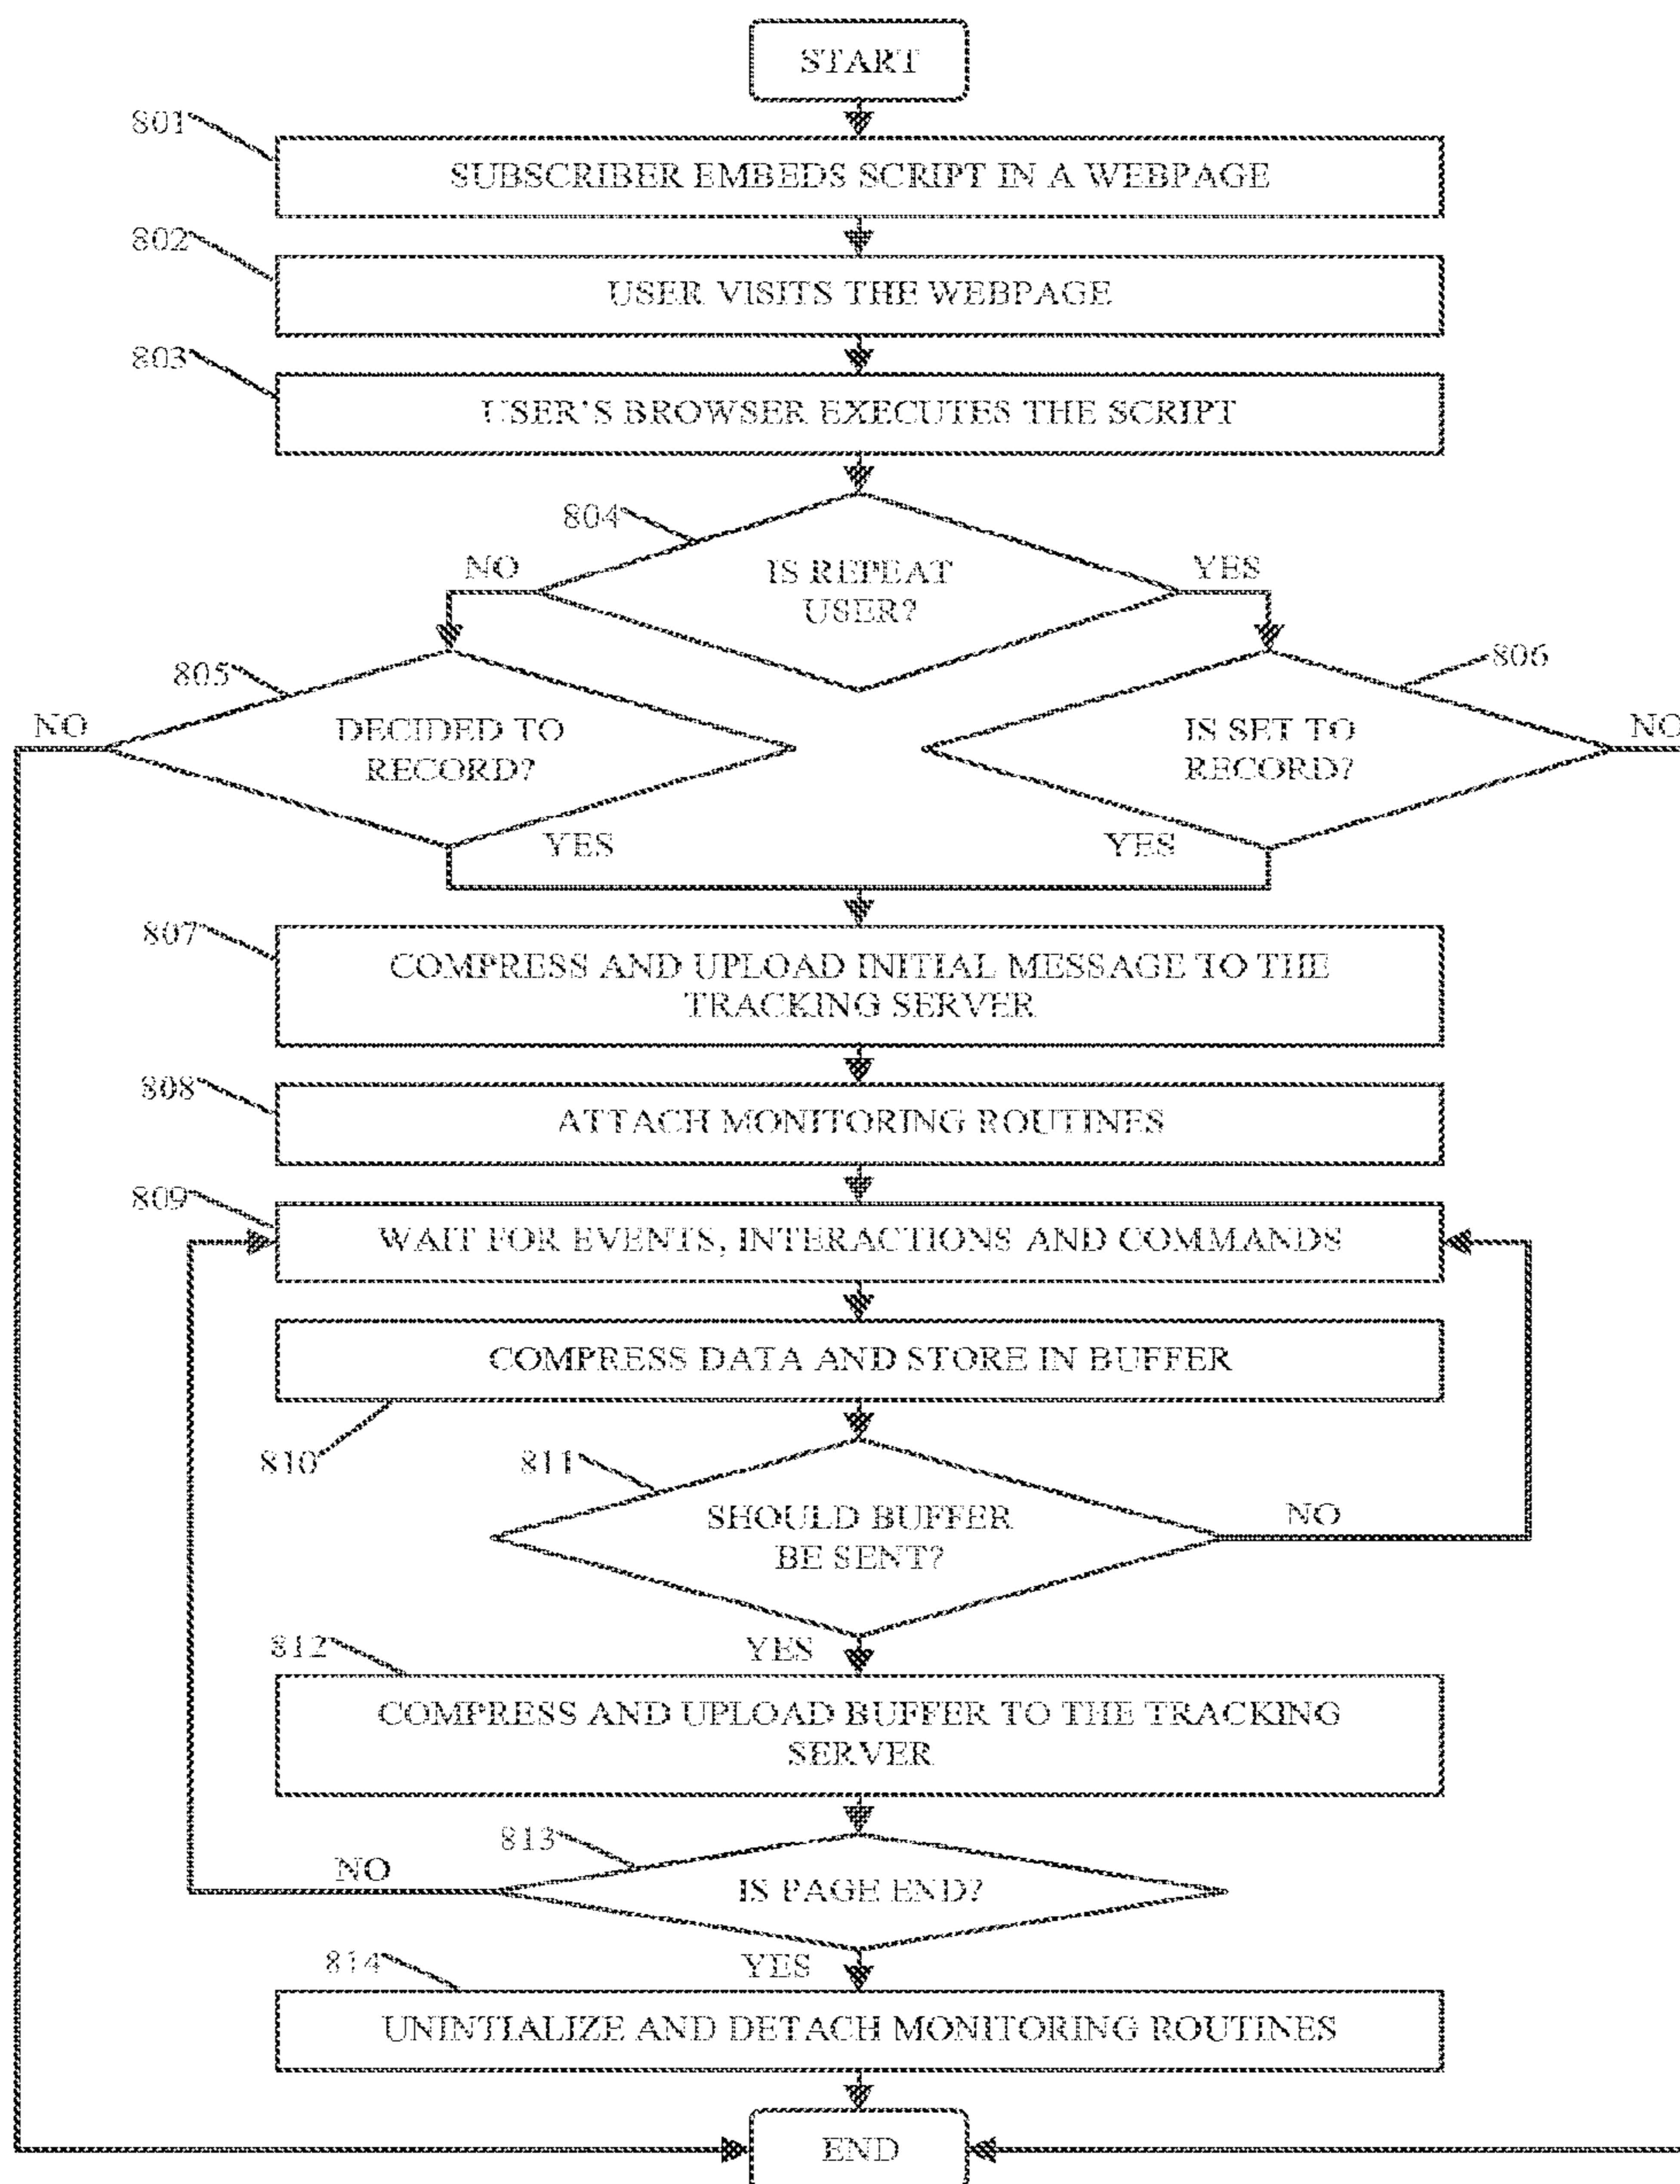 START
801
SUBSCRIBER EMBEDS SCRIPT IN A WEBPAGE
802
USER VISITS THE WEBPAGE
803
USER'S BROWSER EXECUTES THE SCRIPT
804
NO
IS REPEAT
USER?
YES
805
806
NO
DECIDED TO
RECORD?
IS SET TO
RECORD?
NO
YES
YES
807
COMPRESS AND UPLOAD INITIAL MESSAGE TO THE
TRACKING SERVER
808
ATTACH MONITORING ROUTINES
809
WAIT FOR EVENTS, INTERACTIONS AND COMMANDS
COMPRESS DATA AND STORE IN BUFFER
810
811
SHOULD BUFFER
BE SENT?
NO
812
YES
COMPRESS AND UPLOAD BUFFER TO THE TRACKING
SERVER
813
NO
IS PAGE END?
814
YES
UNINTIALIZE AND DETACH MONITORING ROUTINES
END